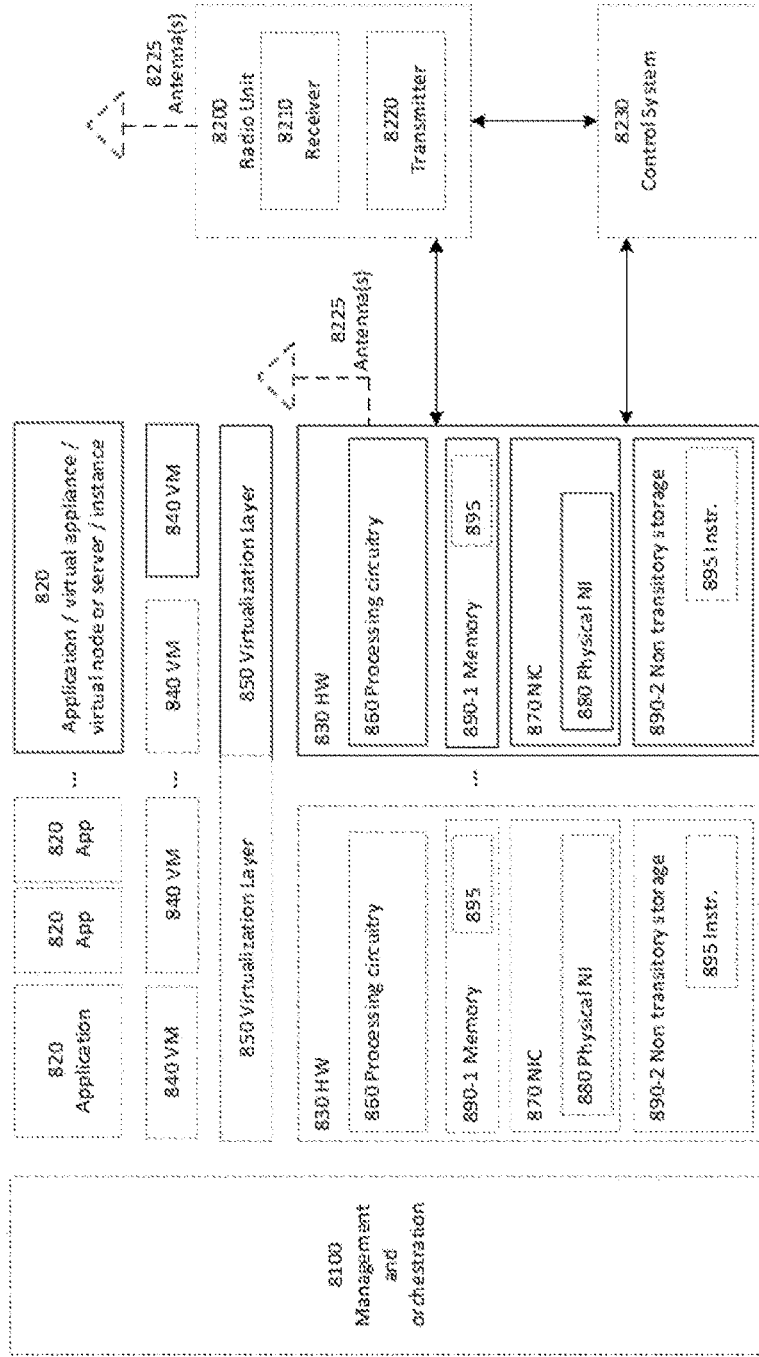 8100
Management
and
orchestration
820
Application
820
App
820
App
...
820
Application / virtual appliance /
virtual node or server / instance
840 VM
840 VM
...
840 VM
840 VM
850 Virtualization Layer
850 Virtualization Layer
830 HW
860 Processing circuitry
890-1 Memory
895
870 NIC
880 Physical NI
890-2 Non transitory storage
895 Instr.
...
830 HW
860 Processing circuitry
890-1 Memory
895
870 NIC
880 Physical NI
890-2 Non transitory storage
895 Instr.
8225
Antenna(s)
8225
Antenna(s)
8200
Radio Unit
8210
Receiver
8220
Transmitter
8230
Control System